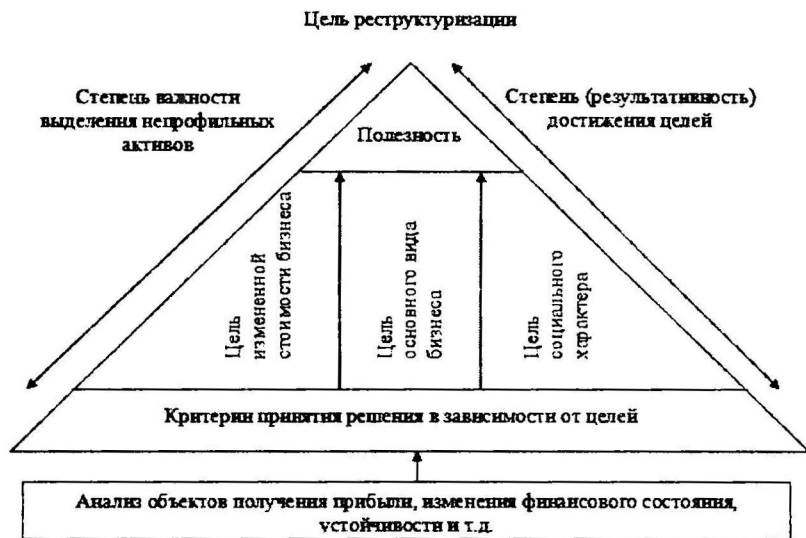 Цель реструктуризации
Степень важности
выделения непрофильных
активов
Степень (результативность)
достижения целей
Полезность
Цель
измененной
стоимости бизнеса
Цель
основного вида
бизнеса
Цель
социального
характера
Критерии принятия решения в зависимости от целей
Анализ объектов получения прибыли, изменения финансового состояния,
устойчивости и т.д.